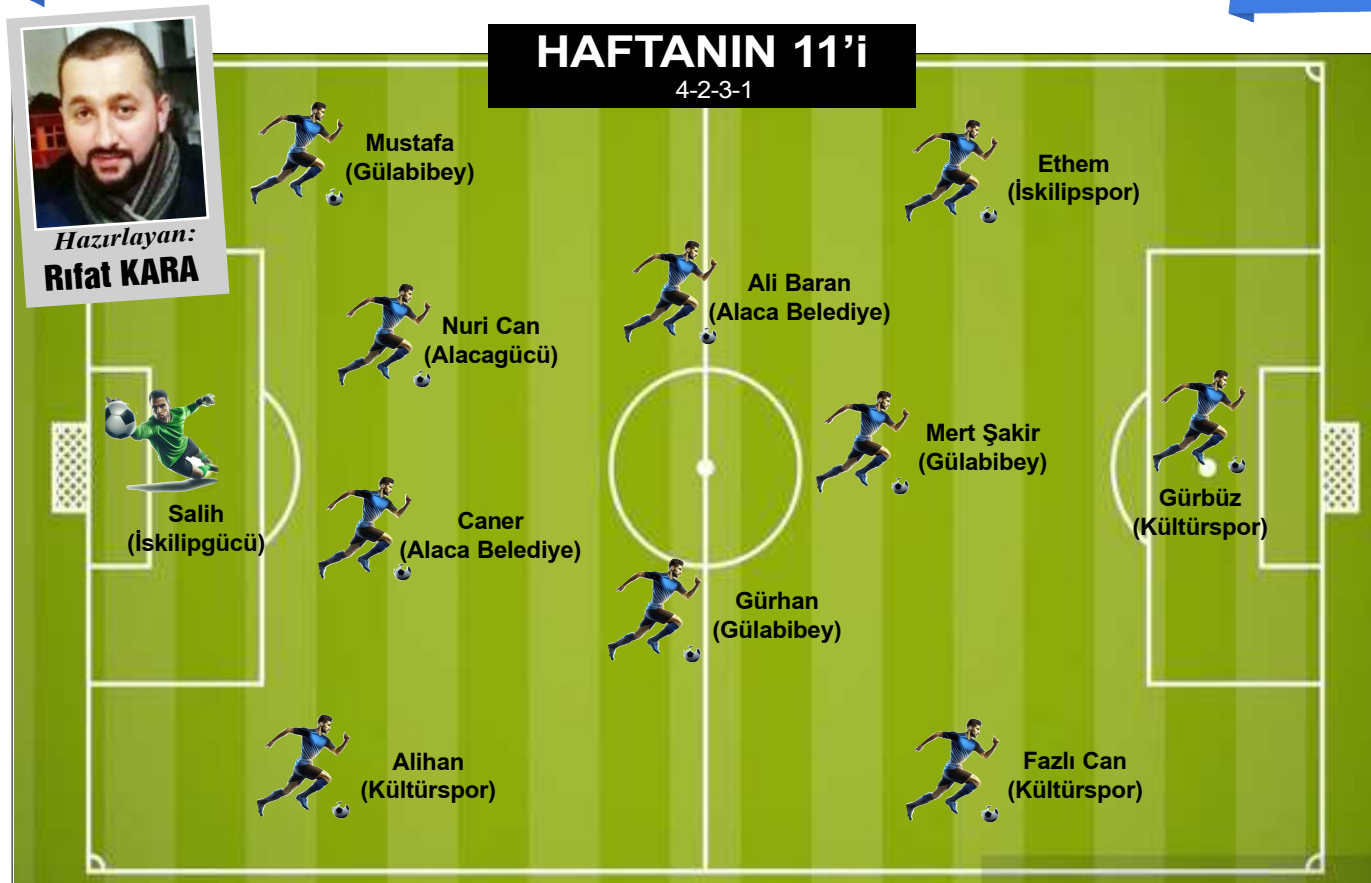 HAFTANIN 11’i
4-2-3-1
Hazırlayan:
Rıfat KARA
Mustafa
(Gülabibey)
Ethem
(İskilipspor)
Ali Baran
(Alaca Belediye)
Nuri Can
(Alacagücü)
Mert Şakir
(Gülabibey)
Salih
(İskilipgücü)
Caner
(Alaca Belediye)
Gürbüz
(Kültürspor)
Gürhan
(Gülabibey)
Alihan
(Kültürspor)
Fazlı Can
(Kültürspor)